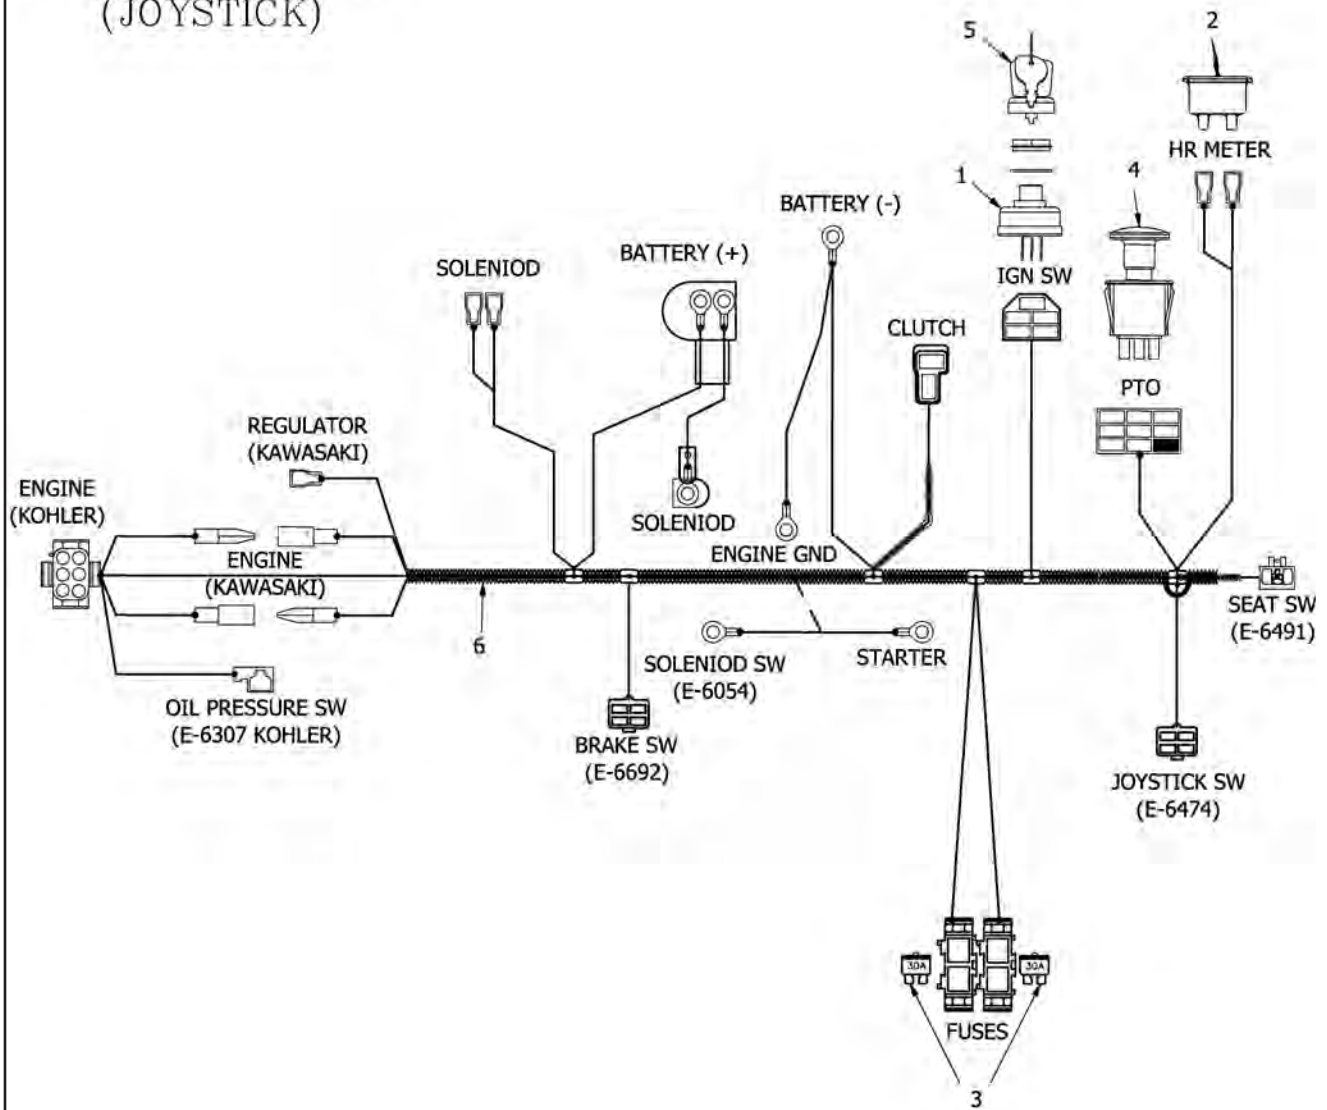 (JOYSTICK)
5
2
HR METER
1
4
BATTERY (-)
IGN SW
BATTERY (+)
SOLENIOD
CLUTCH
PTO
REGULATOR
(KAWASAKI)
ENGINE
(KOHLER)
SOLENIOD
ENGINE GND
ENGINE
(KAWASAKI)
6
SEAT SW
(E-6491)
SOLENIOD SW
(E-6054)
STARTER
OIL PRESSURE SW
(E-6307 KOHLER)
BRAKE SW
(E-6692)
JOYSTICK SW
(E-6474)
30A
30A
FUSES
3